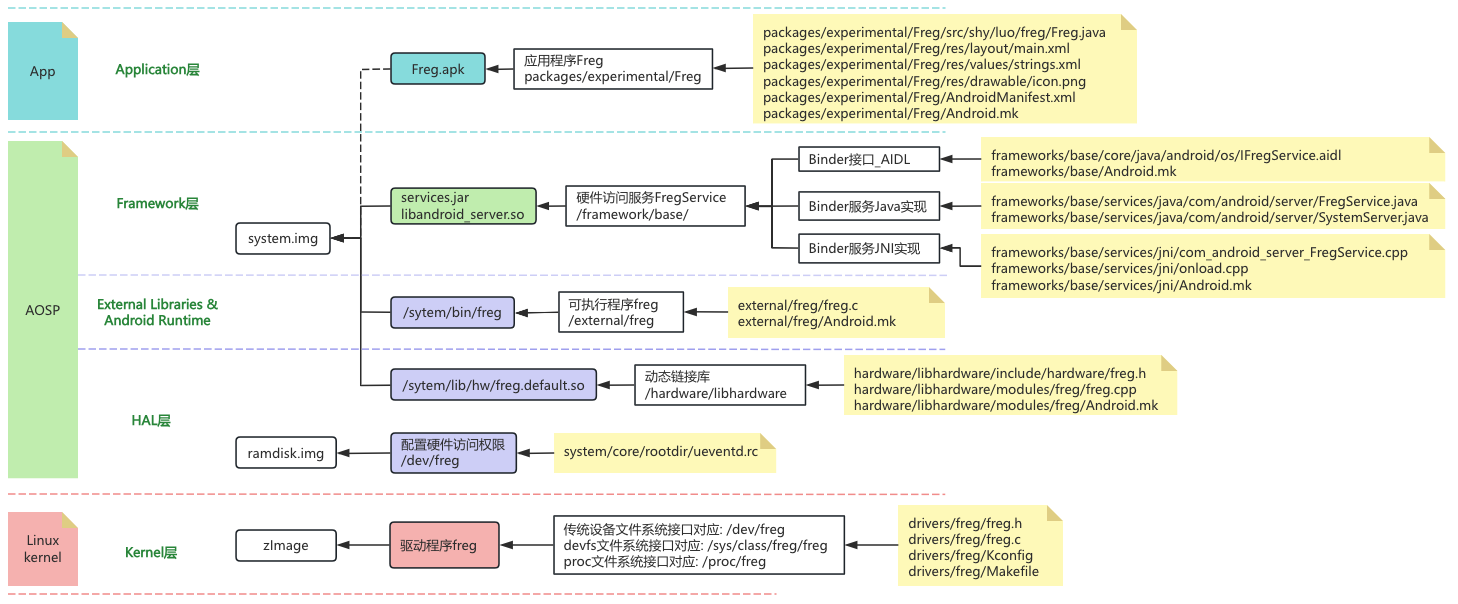 App
Application层
Freg.apk
应用程序Freg
packages/experimental/Freg
packages/experimental/Freg/src/shy/luo/freg/Freg.java
packages/experimental/Freg/res/layout/main.xml
packages/experimental/Freg/res/values/strings.xml
packages/experimental/Freg/res/drawable/icon.png
packages/experimental/Freg/AndroidManifest.xml
packages/experimental/Freg/Android.mk
AOSP
Framework层
system.img
services.jar
libandroid_server.so
硬件访问服务FregService
/framework/base/
Binder接口_AIDL
frameworks/base/core/java/android/os/IFregService.aidl
frameworks/base/Android.mk
Binder服务Java实现
frameworks/base/services/java/com/android/server/FregService.java
frameworks/base/services/java/com/android/server/SystemServer.java
Binder服务JNI实现
frameworks/base/services/jni/com_android_server_FregService.cpp
frameworks/base/services/jni/onload.cpp
frameworks/base/services/jni/Android.mk
External Libraries &
Android Runtime
/sytem/bin/freg
可执行程序freg
/external/freg
external/freg/freg.c
external/freg/Android.mk
HAL层
/sytem/lib/hw/freg.default.so
动态链接库
/hardware/libhardware
hardware/libhardware/include/hardware/freg.h
hardware/libhardware/modules/freg/freg.cpp
hardware/libhardware/modules/freg/Android.mk
ramdisk.img
配置硬件访问权限
/dev/freg
system/core/rootdir/ueventd.rc
Linux
kernel
Kernel层
zImage
驱动程序freg
传统设备文件系统接口对应: /dev/freg
devfs文件系统接口对应: /sys/class/freg/freg
proc文件系统接口对应: /proc/freg
drivers/freg/freg.h
drivers/freg/freg.c
drivers/freg/Kconfig
drivers/freg/Makefile